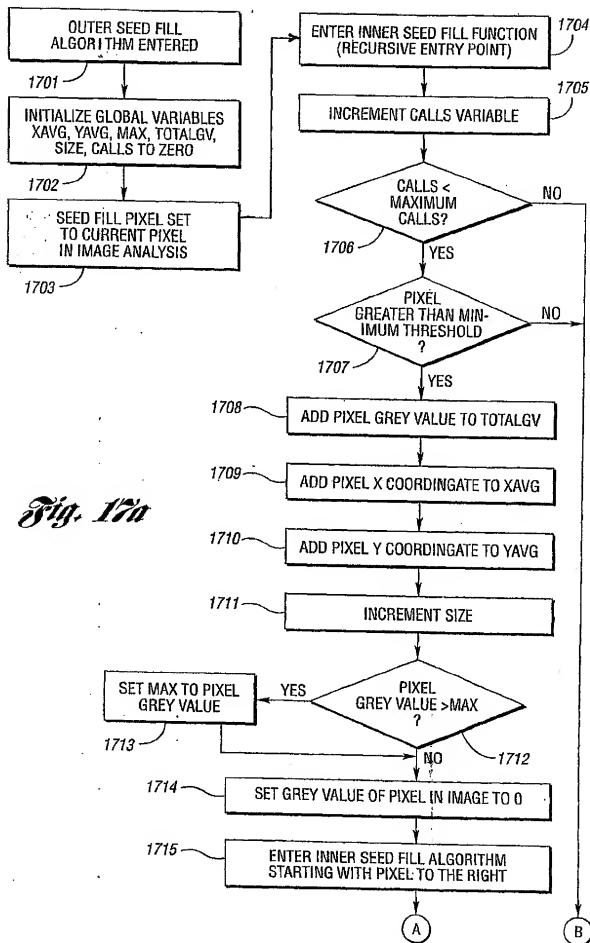 OUTER SEED FILL
ALGORITHM ENTERED
1701
INITIALIZE GLOBAL VARIABLES
XAVG, YAVG, MAX, TOTALGV,
SIZE, CALLS TO ZERO
1702
SEED FILL PIXEL SET
TO CURRENT PIXEL
IN IMAGE ANALYSIS
1703
ENTER INNER SEED FILL FUNCTION
(RECURSIVE ENTRY POINT)
1704
INCREMENT CALLS VARIABLE
1705
CALLS <
MAXIMUM
CALLS?
NO
1706
YES
PIXEL
GREATER THAN MIN-
IMUM THRESHOLD
?
NO
1707
YES
1708
ADD PIXEL GREY VALUE TO TOTALGV
1709
ADD PIXEL X COORDINGATE TO XAVG
Fig. 17a
1710
ADD PIXEL Y COORDINGATE TO YAVG
1711
INCREMENT SIZE
PIXEL
GREY VALUE >MAX
?
YES
SET MAX TO PIXEL
GREY VALUE
1713
1712
NO
1714
SET GREY VALUE OF PIXEL IN IMAGE TO 0
1715
ENTER INNER SEED FILL ALGORITHM
STARTING WITH PIXEL TO THE RIGHT
A
B